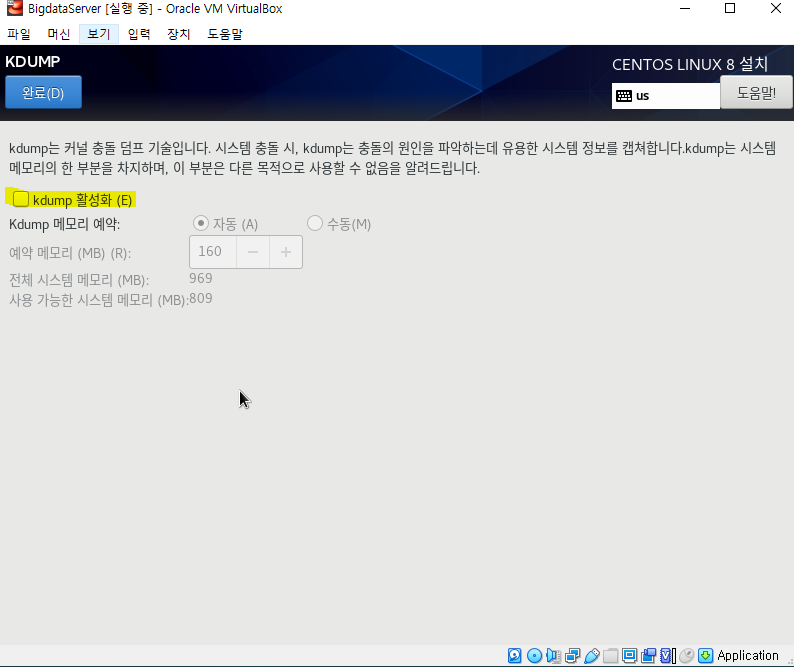 BigdataServer [실행 중] - Oracle VM VirtualBox
파일 머신 보기 입력 장치 도움말
KDUMP
CENTOS LINUX 8 설치
완료(D)
us
도움말!
kdump는 커널 충돌 덤프 기술입니다. 시스템 충돌 시, kdump는 충돌의 원인을 파악하는데 유용한 시스템 정보를 캡쳐합니다.kdump는 시스템
메모리의 한 부분을 차지하며, 이 부분은 다른 목적으로 사용할 수 없음을 알려드립니다.
kdump 활성화 (E)
Kdump 메모리 예약: 자동 (A) 수동(M)
예약 메모리 (MB) (R): 160 − +
전체 시스템 메모리 (MB): 969
사용 가능한 시스템 메모리 (MB):809
Application